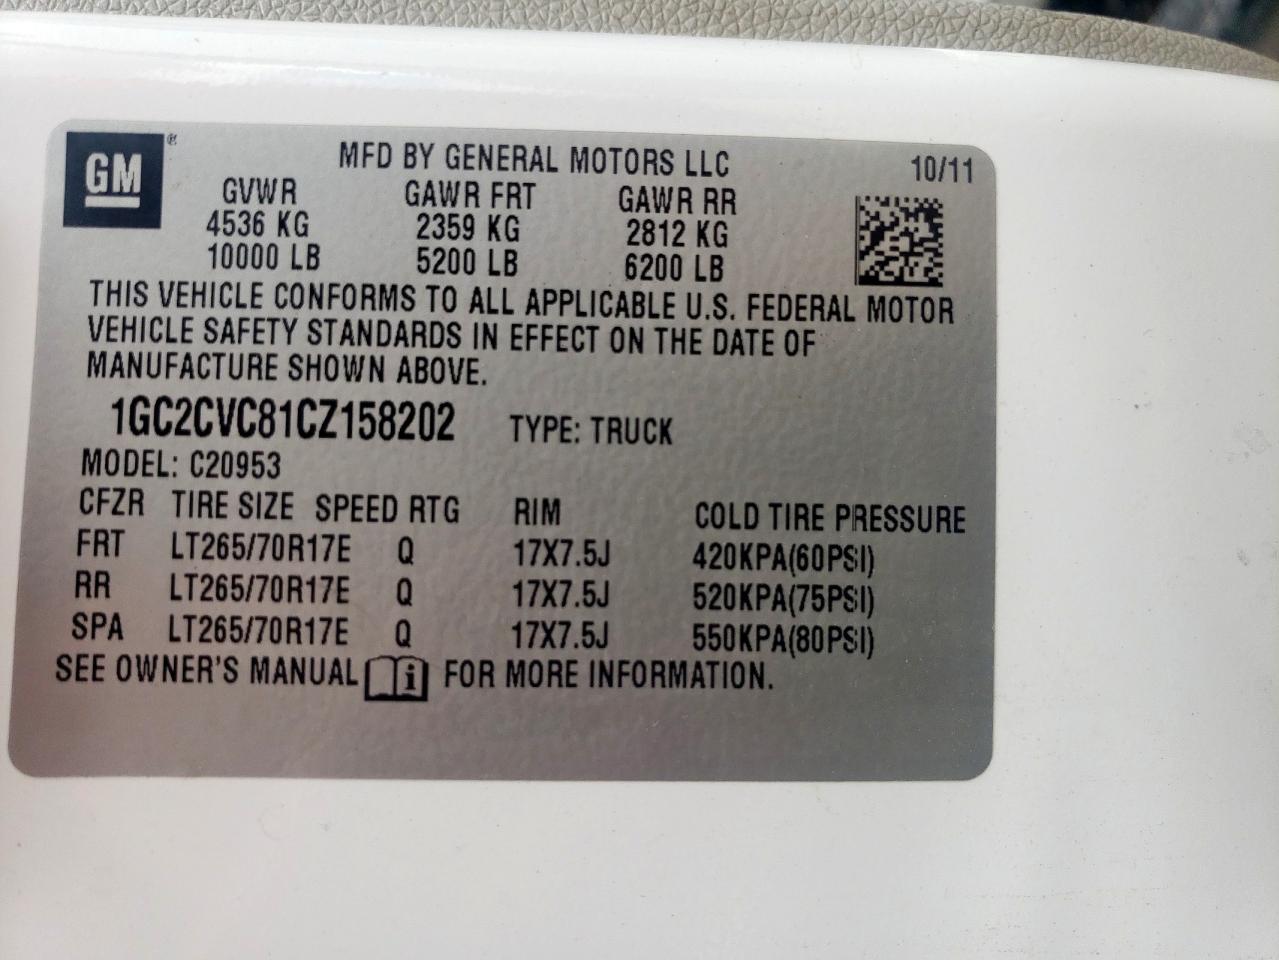 GM ®
MFD BY GENERAL MOTORS LLC 10/11
GVWR GAWR FRT GAWR RR
4536 KG 2359 KG 2812 KG
10000 LB 5200 LB 6200 LB
THIS VEHICLE CONFORMS TO ALL APPLICABLE U.S. FEDERAL MOTOR
VEHICLE SAFETY STANDARDS IN EFFECT ON THE DATE OF
MANUFACTURE SHOWN ABOVE.
1GC2CVC81CZ158202 TYPE: TRUCK
MODEL: C20953
CFZR TIRE SIZE SPEED RTG RIM COLD TIRE PRESSURE
FRT LT265/70R17E Q 17X7.5J 420KPA(60PSI)
RR LT265/70R17E Q 17X7.5J 520KPA(75PSI)
SPA LT265/70R17E Q 17X7.5J 550KPA(80PSI)
SEE OWNER'S MANUAL i FOR MORE INFORMATION.